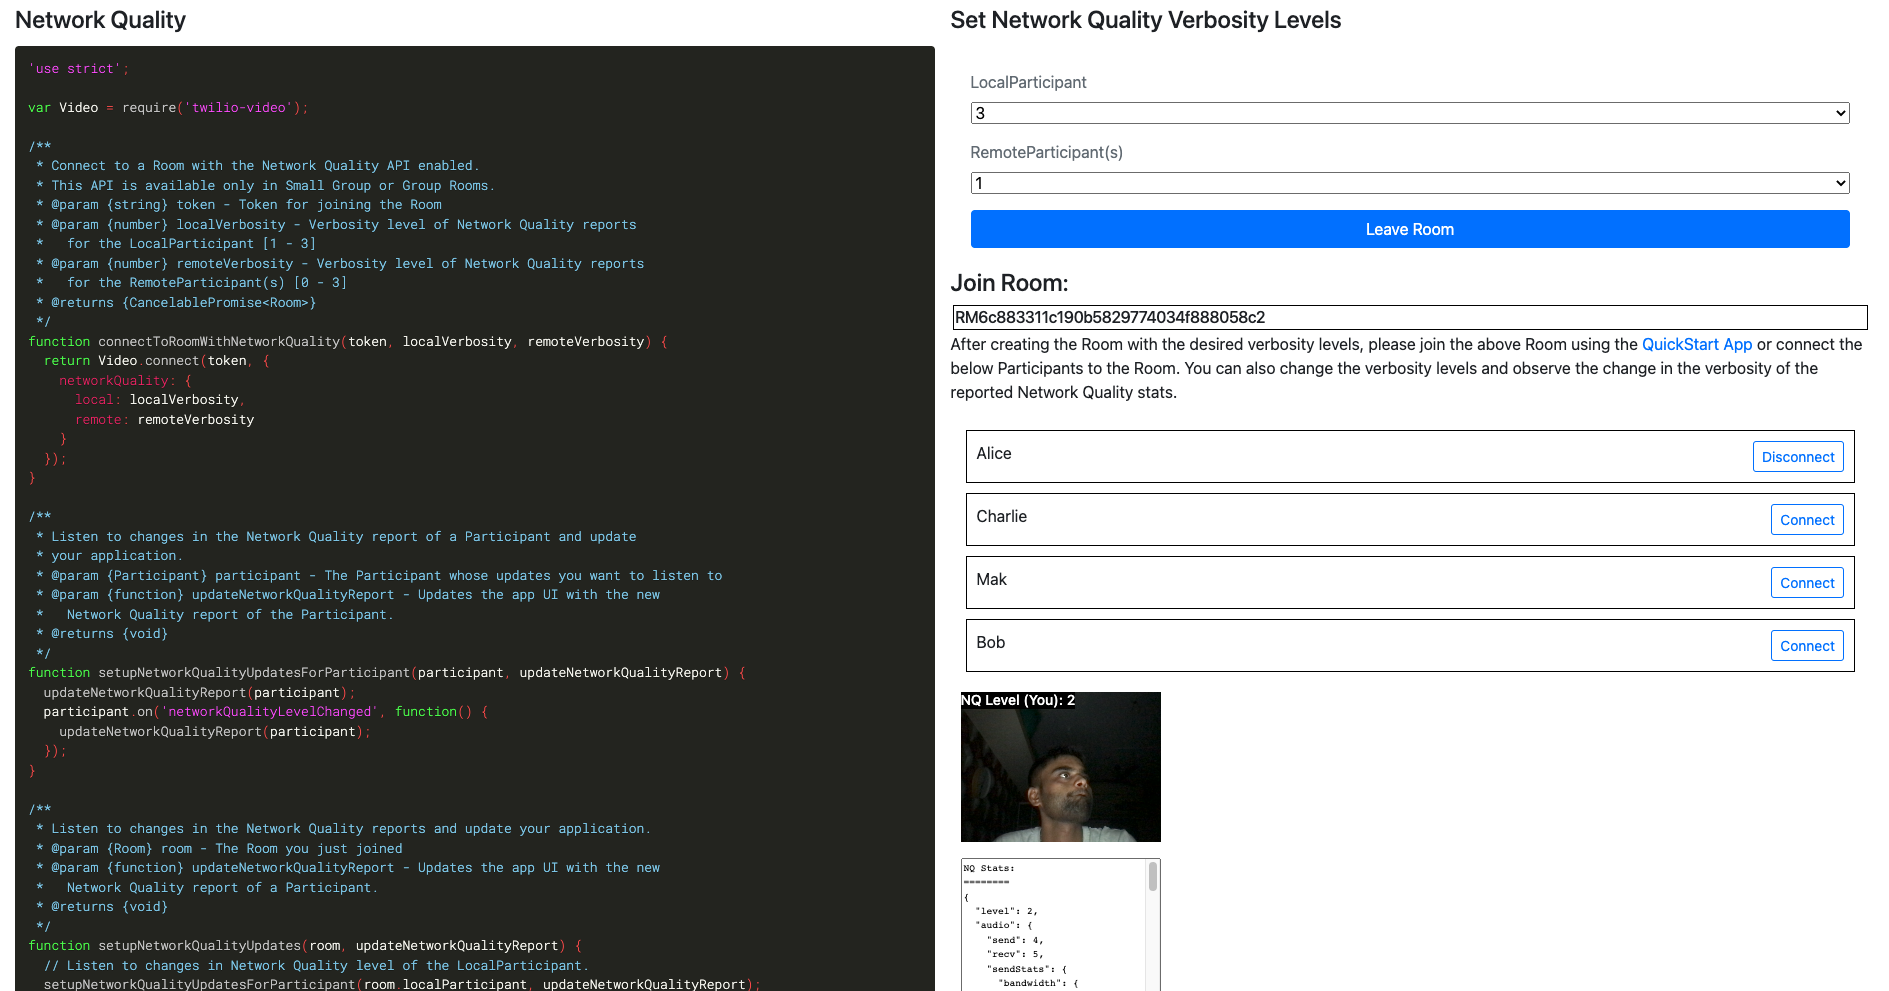 Network Quality
'use strict';
var Video = require('twilio-video');
/**
 * Connect to a Room with the Network Quality API enabled.
 * This API is available only in Small Group or Group Rooms.
 * @param {string} token - Token for joining the Room
 * @param {number} localVerbosity - Verbosity level of Network Quality reports
 *   for the LocalParticipant [1 - 3]
 * @param {number} remoteVerbosity - Verbosity level of Network Quality reports
 *   for the RemoteParticipant(s) [0 - 3]
 * @returns {CancelablePromise<Room>}
 */
function connectToRoomWithNetworkQuality(token, localVerbosity, remoteVerbosity) {
  return Video.connect(token, {
    networkQuality: {
      local: localVerbosity,
      remote: remoteVerbosity
    }
  });
}
/**
 * Listen to changes in the Network Quality report of a Participant and update
 * your application.
 * @param {Participant} participant - The Participant whose updates you want to listen to
 * @param {function} updateNetworkQualityReport - Updates the app UI with the new
 *   Network Quality report of the Participant.
 * @returns {void}
 */
function setupNetworkQualityUpdatesForParticipant(participant, updateNetworkQualityReport) {
  updateNetworkQualityReport(participant);
  participant.on('networkQualityLevelChanged', function() {
    updateNetworkQualityReport(participant);
  });
}
/**
 * Listen to changes in the Network Quality reports and update your application.
 * @param {Room} room - The Room you just joined
 * @param {function} updateNetworkQualityReport - Updates the app UI with the new
 *   Network Quality report of a Participant.
 * @returns {void}
 */
function setupNetworkQualityUpdates(room, updateNetworkQualityReport) {
  // Listen to changes in Network Quality level of the LocalParticipant.
  setupNetworkQualityUpdatesForParticipant(room.localParticipant, updateNetworkQualityReport);
Set Network Quality Verbosity Levels
LocalParticipant
3
RemoteParticipant(s)
1
Leave Room
Join Room:
RM6c883311c190b5829774034f888058c2
After creating the Room with the desired verbosity levels, please join the above Room using the QuickStart App or connect the
below Participants to the Room. You can also change the verbosity levels and observe the change in the verbosity of the
reported Network Quality stats.
Alice
Disconnect
Charlie
Connect
Mak
Connect
Bob
Connect
NQ Level (You): 2
NQ Stats:
========
{
  "level": 2,
  "audio": {
    "send": 4,
    "recv": 5,
    "sendStats": {
      "bandwidth": {